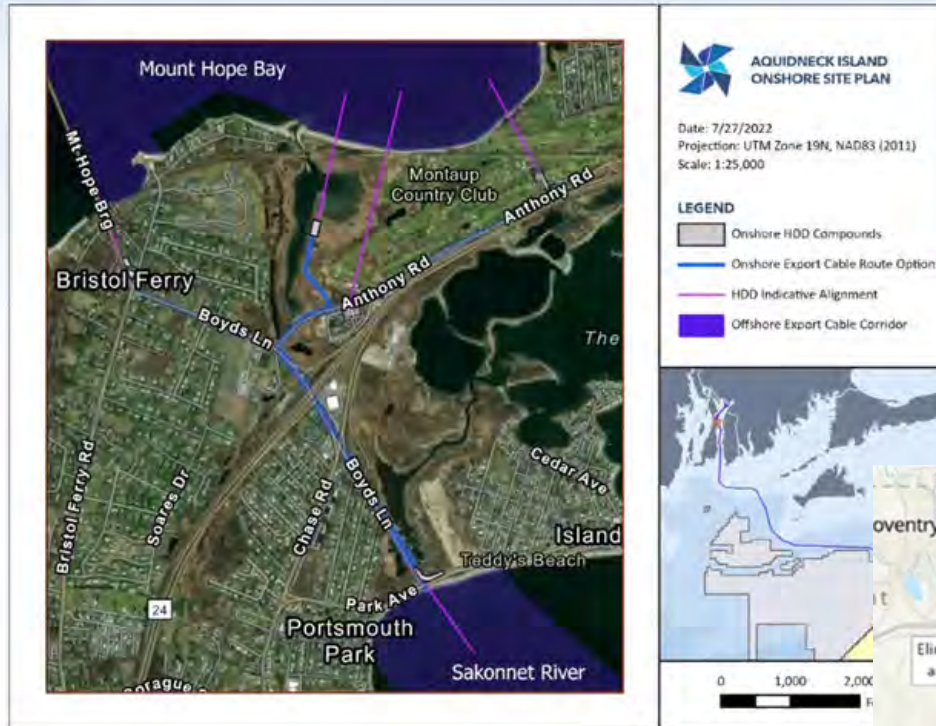 Mount Hope Bay
Mt Hope Brg
Montaup
Country Club
Anthony Rd
Bristol Ferry
Anthony Rd
Boyds Ln
The
Bristol Ferry Rd
Soares Dr
Chase Rd
Boyds Ln
Cedar Ave
Island
Teddy's Beach
Park Ave
24
Portsmouth
Park
Sakonnet River
AQUIDNECK ISLAND
ONSHORE SITE PLAN
Date: 7/27/2022
Projection: UTM Zone 19N, NAD83 (2011)
Scale: 1:25,000
LEGEND
Onshore HDD Compounds
Onshore Export Cable Route Option
HDD Indicative Alignment
Offshore Export Cable Corridor
oventry
0 1,000 2,000